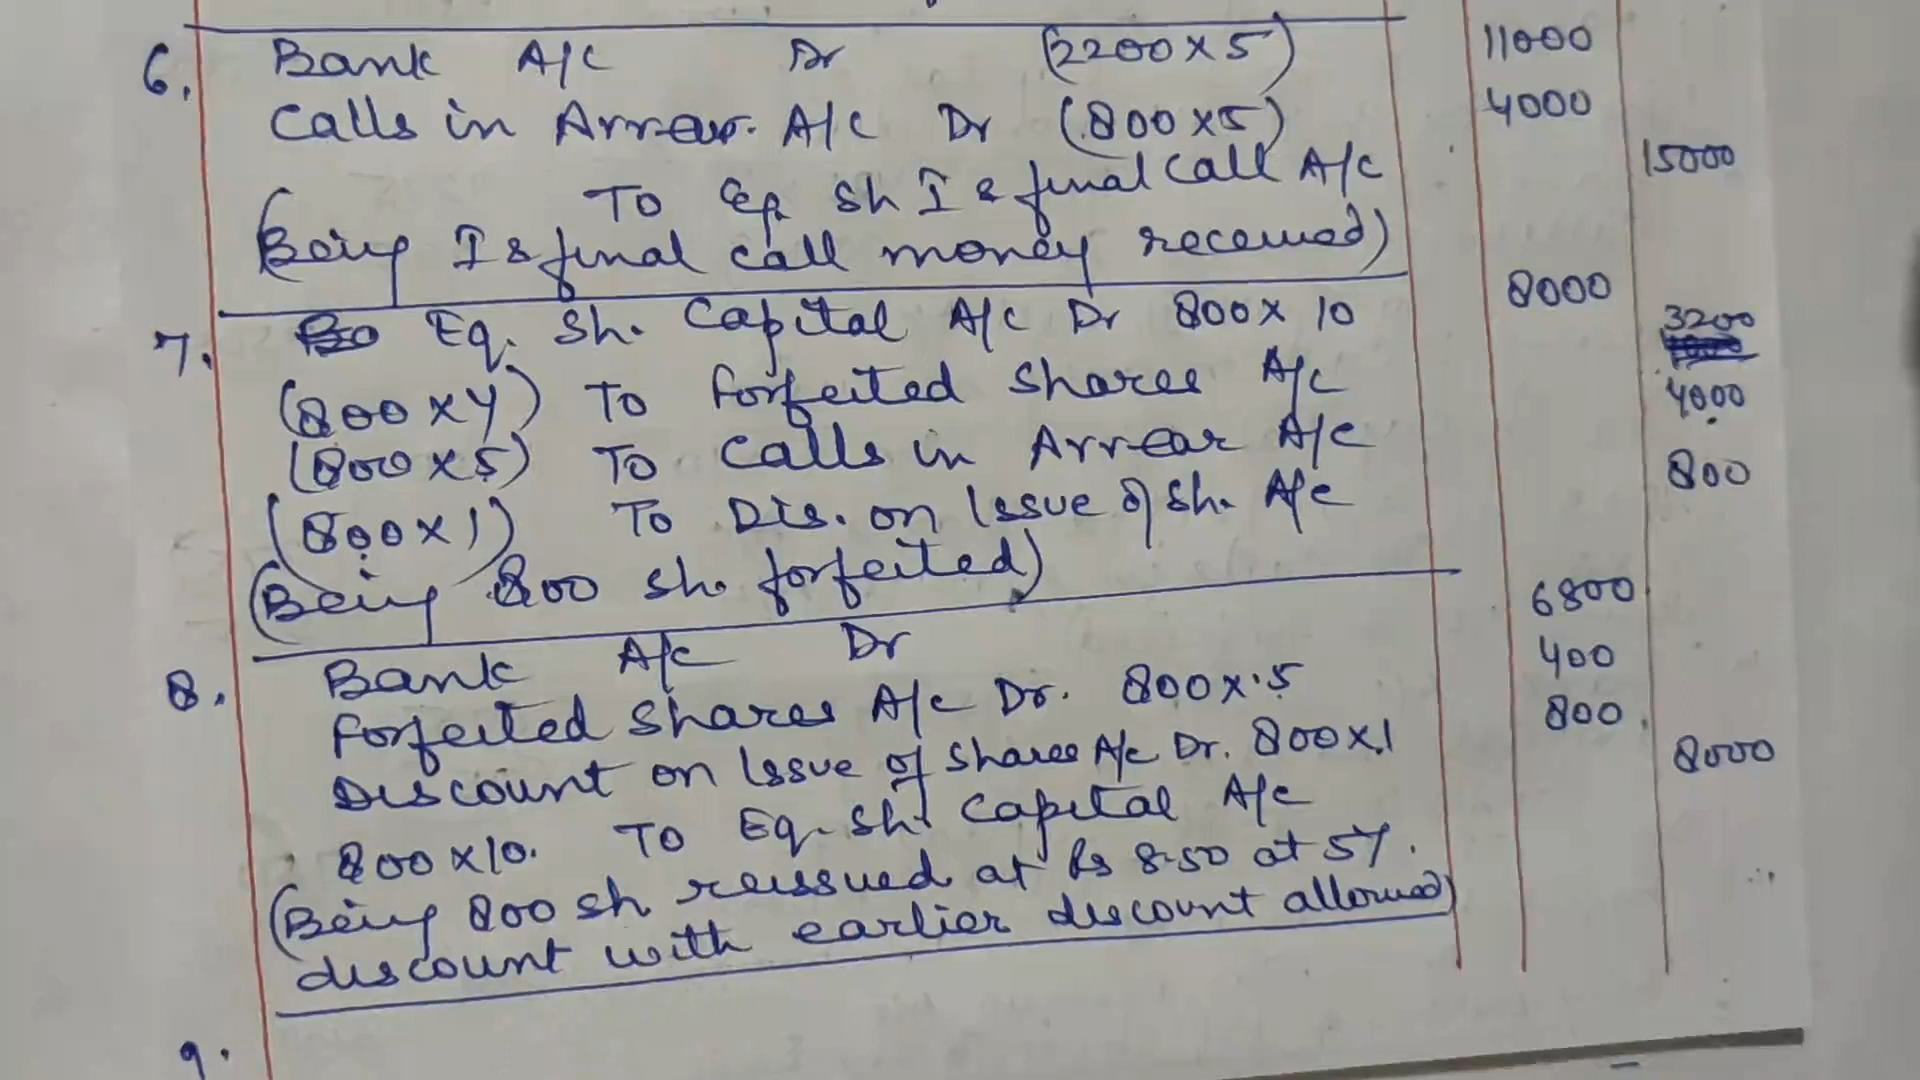 6. Bank A/c Dr (2200 x 5) 11000
Calls in Arrear. A/c Dr (800 x 5) 4000
To Eq. Sh I & final call A/c 15000
(Being I & final call money received)
7. Eq. Sh. Capital A/c Dr 800 x 10 8000
(800 x 4) To forfeited shares A/c 3200
(800 x 5) To Calls in Arrear A/c 4000
(800 x 1) To Dis. on Issue of Sh. A/c 800
(Being 800 sh. forfeited)
8. Bank A/c Dr 6800
forfeited shares A/c Dr. 800 x .5 400
Discount on Issue of shares A/c Dr. 800 x 1 800
800 x 10. To Eq. Sh. Capital A/c 8000
(Being 800 sh reissued at Rs 8.50 at 5%.
discount with earlier discount allowed)
9.